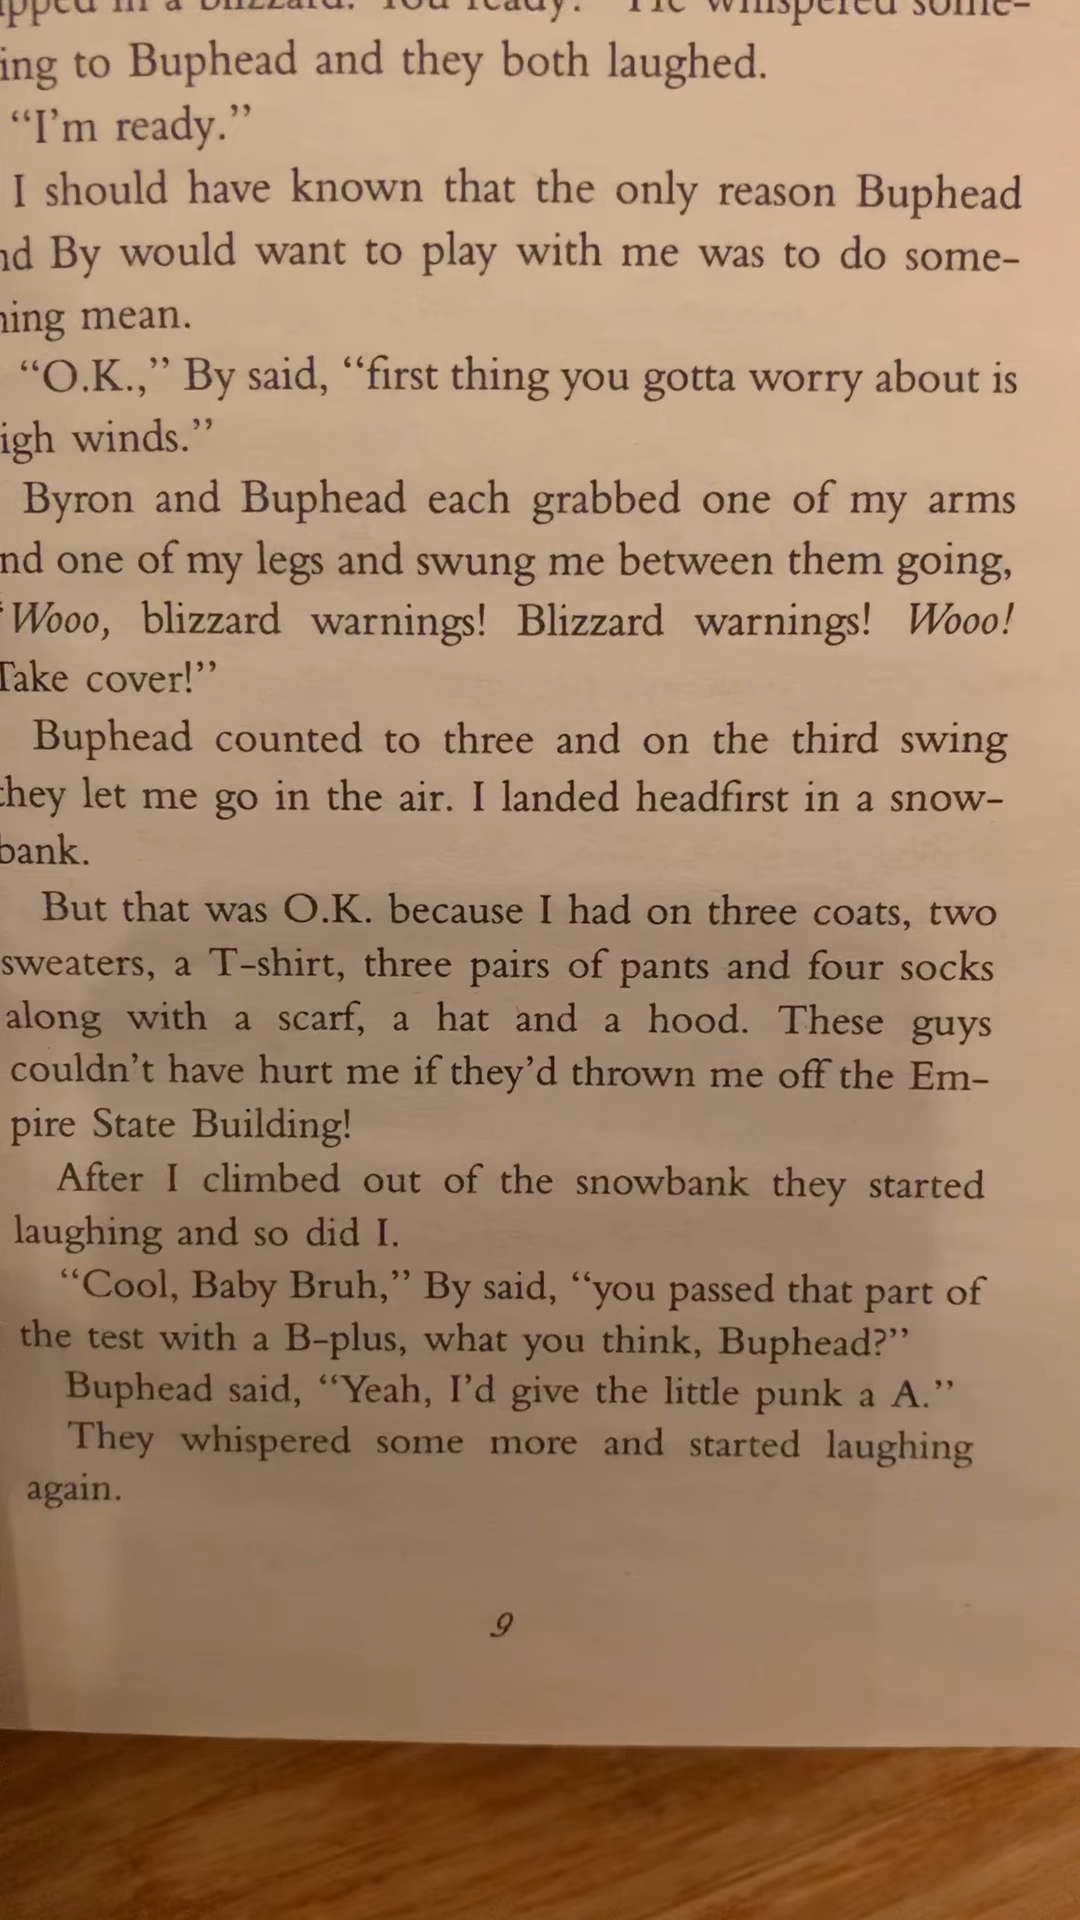 in a blizzard. You ready?” He whispered some-
ing to Buphead and they both laughed.
“I’m ready.”
I should have known that the only reason Buphead
nd By would want to play with me was to do some-
ing mean.
“O.K.,” By said, “first thing you gotta worry about is
igh winds.”
Byron and Buphead each grabbed one of my arms
nd one of my legs and swung me between them going,
“Wooo, blizzard warnings! Blizzard warnings! Wooo!
Take cover!”
Buphead counted to three and on the third swing
they let me go in the air. I landed headfirst in a snow-
bank.
But that was O.K. because I had on three coats, two
sweaters, a T-shirt, three pairs of pants and four socks
along with a scarf, a hat and a hood. These guys
couldn’t have hurt me if they’d thrown me off the Em-
pire State Building!
After I climbed out of the snowbank they started
laughing and so did I.
“Cool, Baby Bruh,” By said, “you passed that part of
the test with a B-plus, what you think, Buphead?”
Buphead said, “Yeah, I’d give the little punk a A.”
They whispered some more and started laughing
again.
9